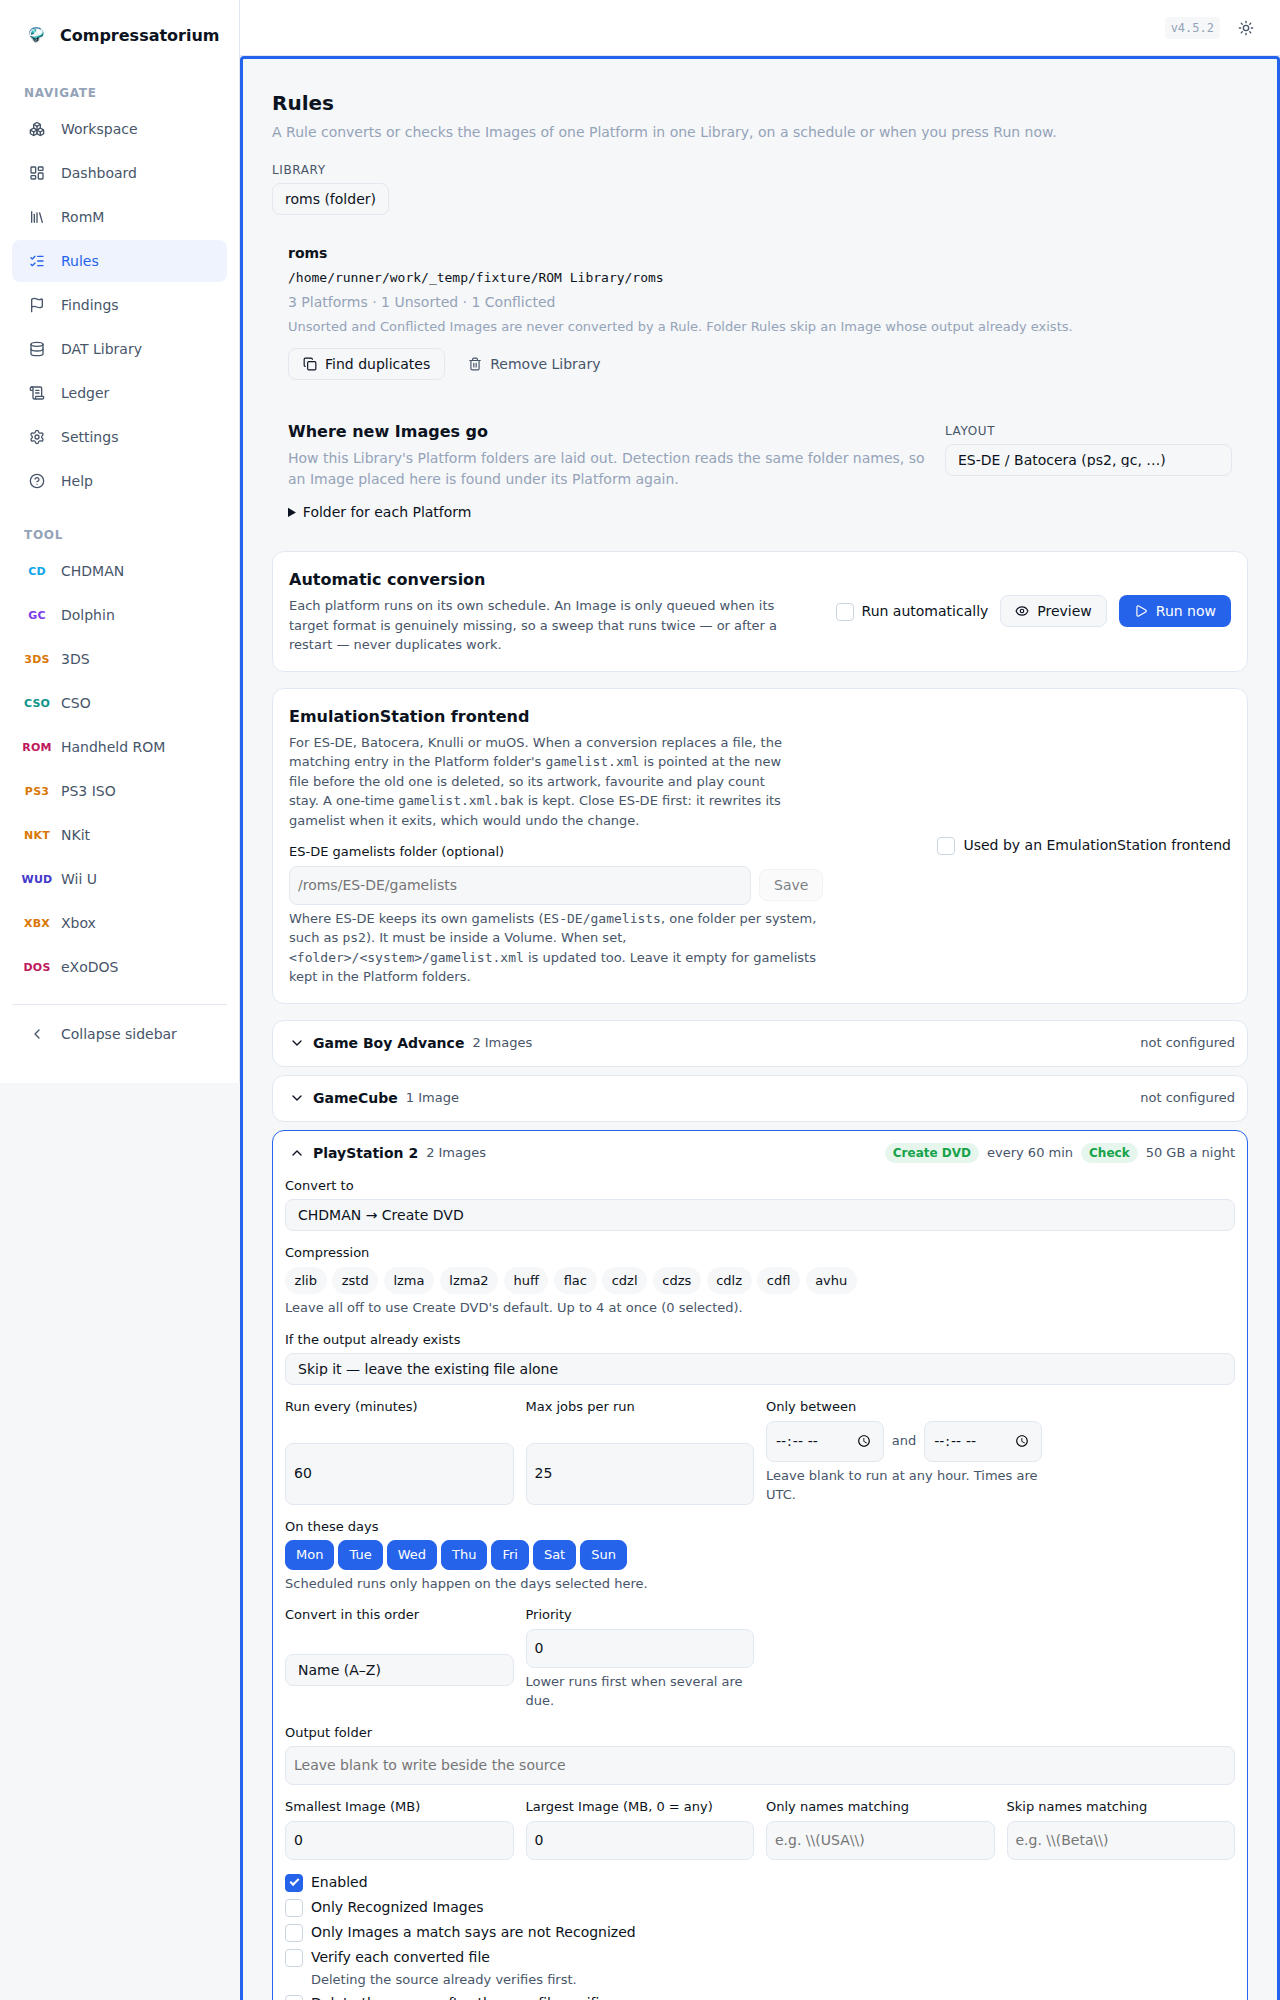 Compressatorium
v4.5.2
NAVIGATE
Workspace
Dashboard
RomM
Rules
Findings
DAT Library
Ledger
Settings
Help
TOOL
CD CHDMAN
GC Dolphin
3DS 3DS
CSO CSO
ROM Handheld ROM
PS3 PS3 ISO
NKT NKit
WUD Wii U
XBX Xbox
DOS eXoDOS
Collapse sidebar
Rules
A Rule converts or checks the Images of one Platform in one Library, on a schedule or when you press Run now.
LIBRARY
roms (folder)
roms
/home/runner/work/_temp/fixture/ROM Library/roms
3 Platforms · 1 Unsorted · 1 Conflicted
Unsorted and Conflicted Images are never converted by a Rule. Folder Rules skip an Image whose output already exists.
Find duplicates Remove Library
Where new Images go
How this Library's Platform folders are laid out. Detection reads the same folder names, so
an Image placed here is found under its Platform again.
LAYOUT
ES-DE / Batocera (ps2, gc, …)
Folder for each Platform
Automatic conversion
Each platform runs on its own schedule. An Image is only queued when its
target format is genuinely missing, so a sweep that runs twice — or after a
restart — never duplicates work.
Run automatically Preview Run now
EmulationStation frontend
For ES-DE, Batocera, Knulli or muOS. When a conversion replaces a file, the
matching entry in the Platform folder's gamelist.xml is pointed at the new
file before the old one is deleted, so its artwork, favourite and play count
stay. A one-time gamelist.xml.bak is kept. Close ES-DE first: it rewrites its
gamelist when it exits, which would undo the change.
ES-DE gamelists folder (optional)
/roms/ES-DE/gamelists Save
Where ES-DE keeps its own gamelists (ES-DE/gamelists, one folder per system,
such as ps2). It must be inside a Volume. When set,
<folder>/<system>/gamelist.xml is updated too. Leave it empty for gamelists
kept in the Platform folders.
Used by an EmulationStation frontend
Game Boy Advance 2 Images not configured
GameCube 1 Image not configured
PlayStation 2 2 Images Create DVD every 60 min Check 50 GB a night
Convert to
CHDMAN → Create DVD
Compression
zlib zstd lzma lzma2 huff flac cdzl cdzs cdlz cdfl avhu
Leave all off to use Create DVD's default. Up to 4 at once (0 selected).
If the output already exists
Skip it — leave the existing file alone
Run every (minutes) Max jobs per run Only between
60 25 --:-- -- and --:-- --
Leave blank to run at any hour. Times are
UTC.
On these days
Mon Tue Wed Thu Fri Sat Sun
Scheduled runs only happen on the days selected here.
Convert in this order Priority
Name (A–Z) 0
Lower runs first when several are
due.
Output folder
Leave blank to write beside the source
Smallest Image (MB) Largest Image (MB, 0 = any) Only names matching Skip names matching
0 0 e.g. \\(USA\\) e.g. \\(Beta\\)
Enabled
Only Recognized Images
Only Images a match says are not Recognized
Verify each converted file
Deleting the source already verifies first.